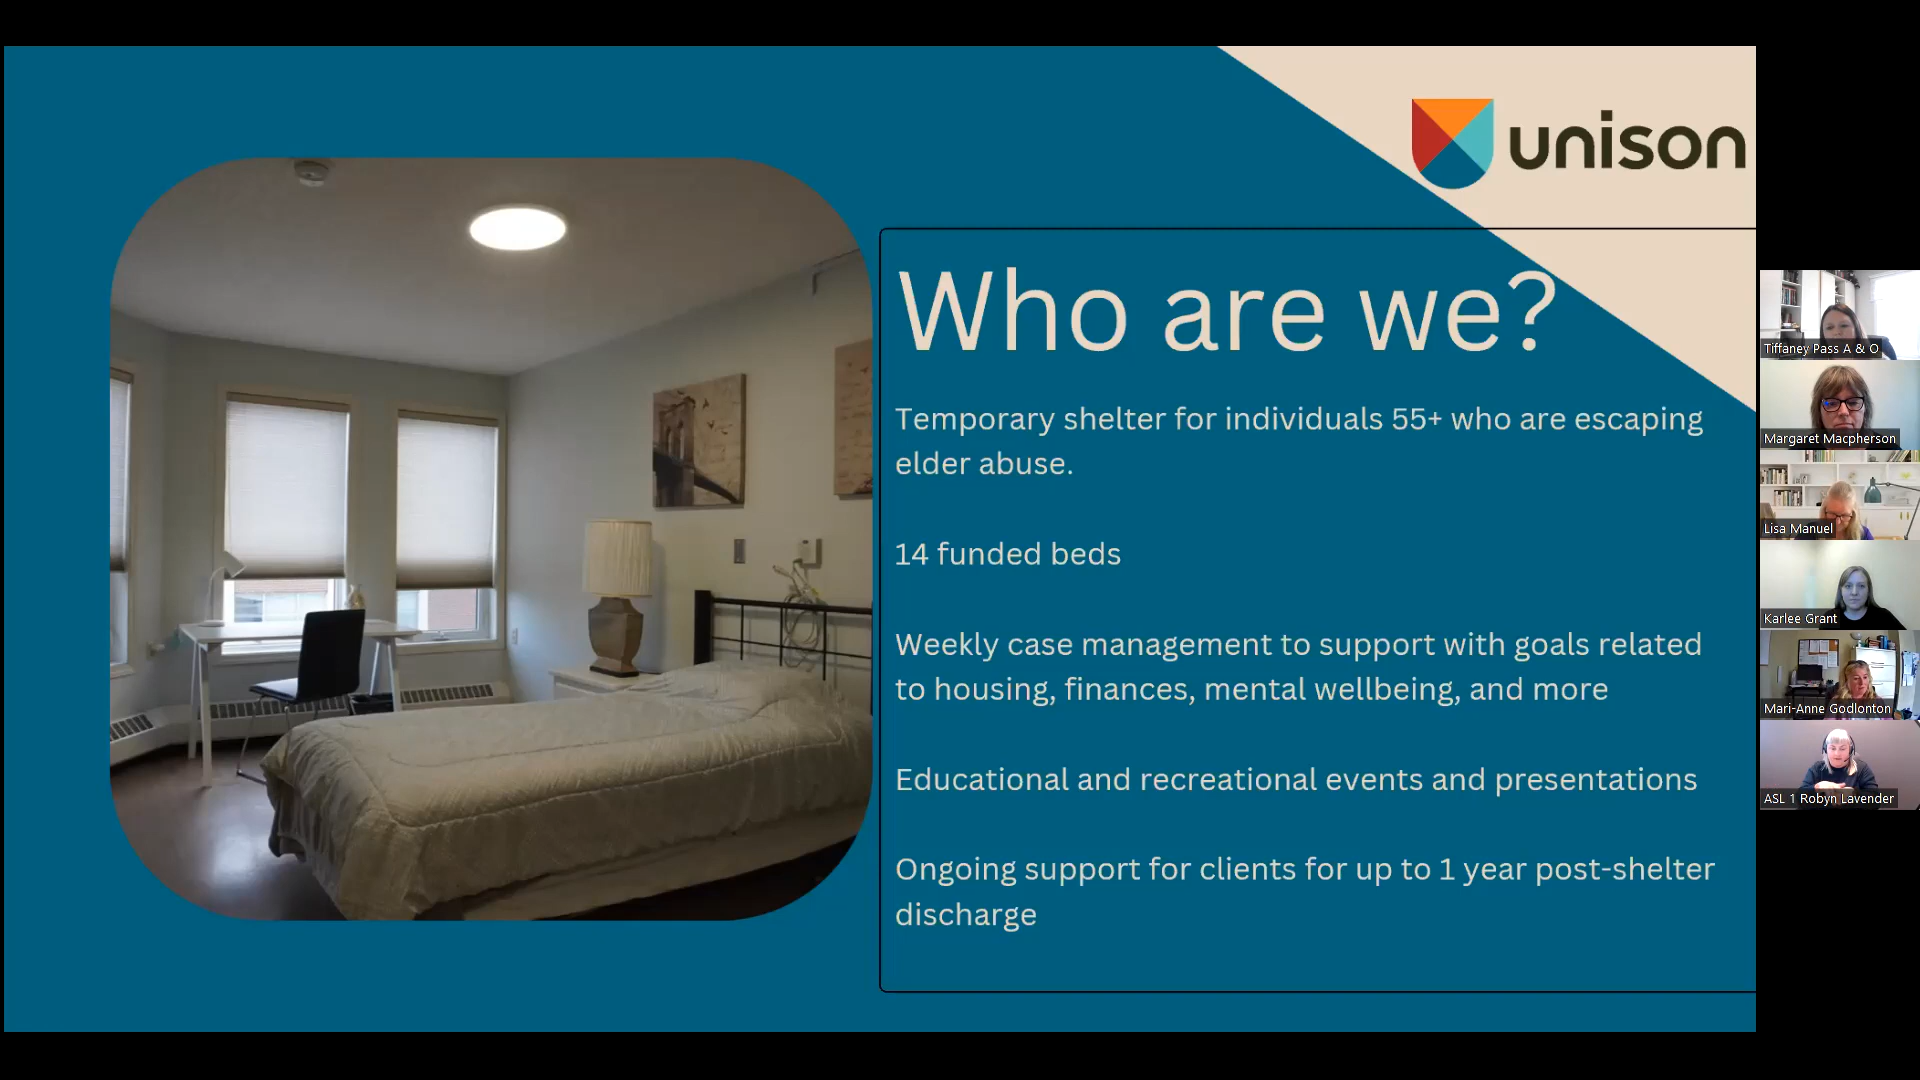 unison
Who are we?
Temporary shelter for individuals 55+ who are escaping
elder abuse.
14 funded beds
Weekly case management to support with goals related
to housing, finances, mental wellbeing, and more
Educational and recreational events and presentations
Ongoing support for clients for up to 1 year post-shelter
discharge
Tiffaney Pass A & O
Margaret Macpherson
Lisa Manuel
Karlee Grant
Mari-Anne Godlonton
ASL 1 Robyn Lavender